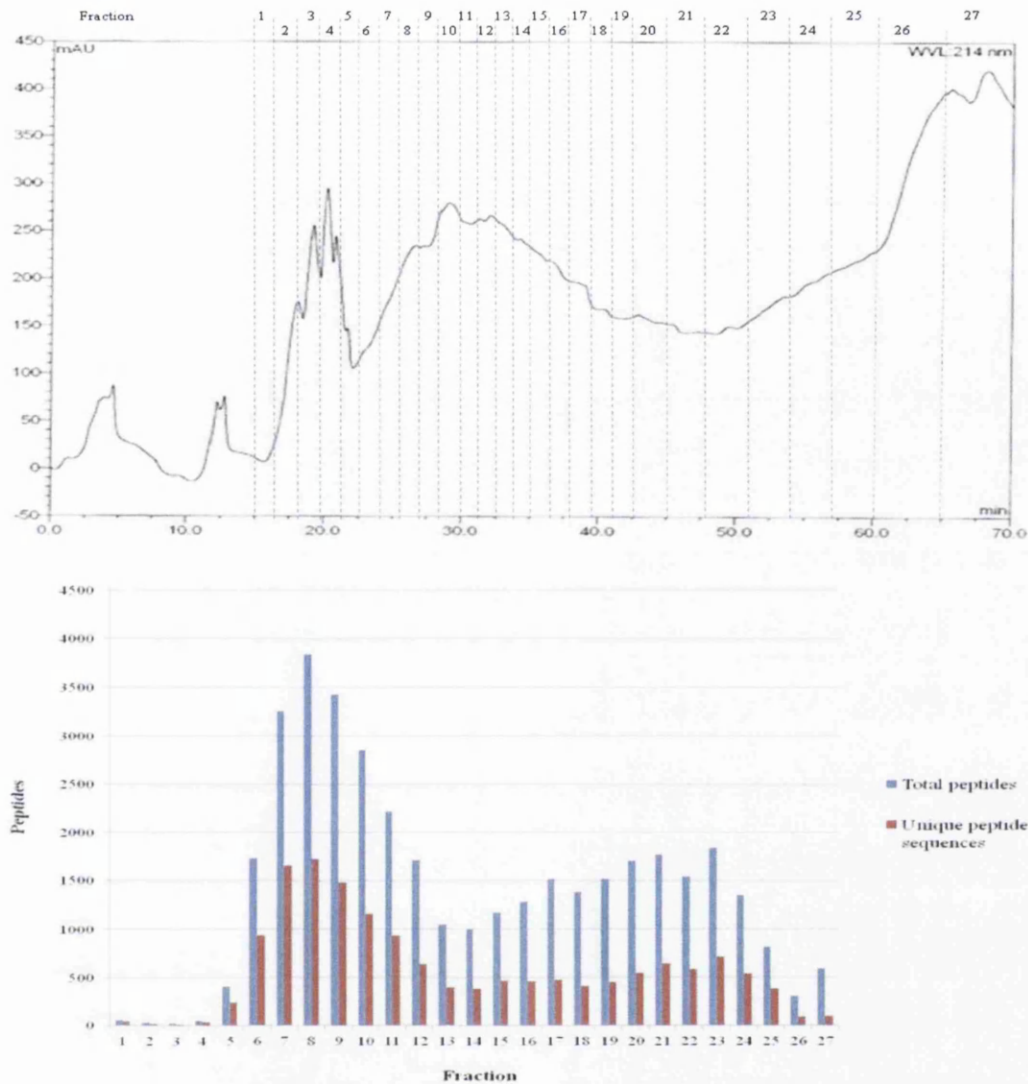 Fraction 1 3 5 7 9 11 13 15 17 19 21 23 25 27
2 4 6 8 10 12 14 16 18 20 22 24 26
450
mAU
WVL:214 nm
400
350
300
250
200
150
100
50
0
-50
min
0.0 10.0 20.0 30.0 40.0 50.0 60.0 70.0
4500
4000
3500
3000
2500
2000
1500
1000
500
0
Peptides
Total peptides
Unique peptide
sequences
1 2 3 4 5 6 7 8 9 10 11 12 13 14 15 16 17 18 19 20 21 22 23 24 25 26 27
Fraction